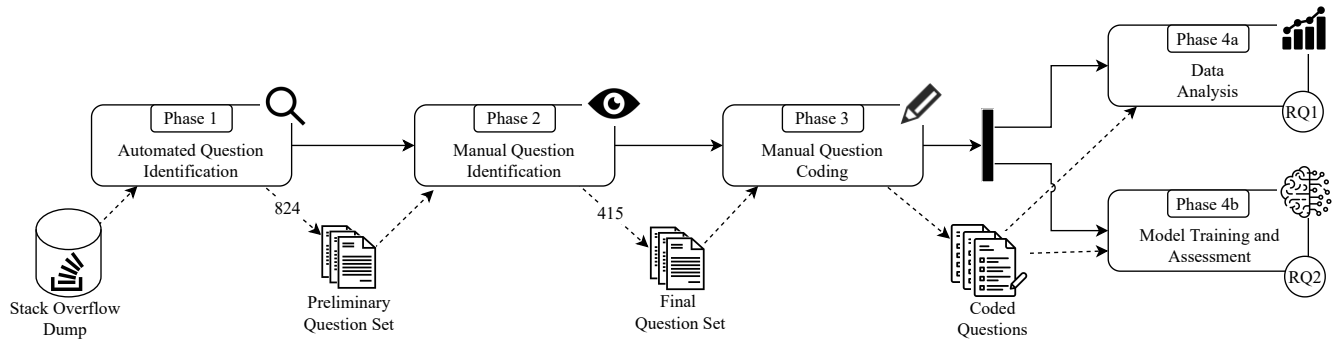 Phase 1
Automated Question
Identification
Stack Overflow
Dump
824
Preliminary
Question Set
Phase 2
Manual Question
Identification
415
Final
Question Set
Phase 3
Manual Question
Coding
Coded
Questions
Phase 4a
Data
Analysis
RQ1
Phase 4b
Model Training and
Assessment
RQ2